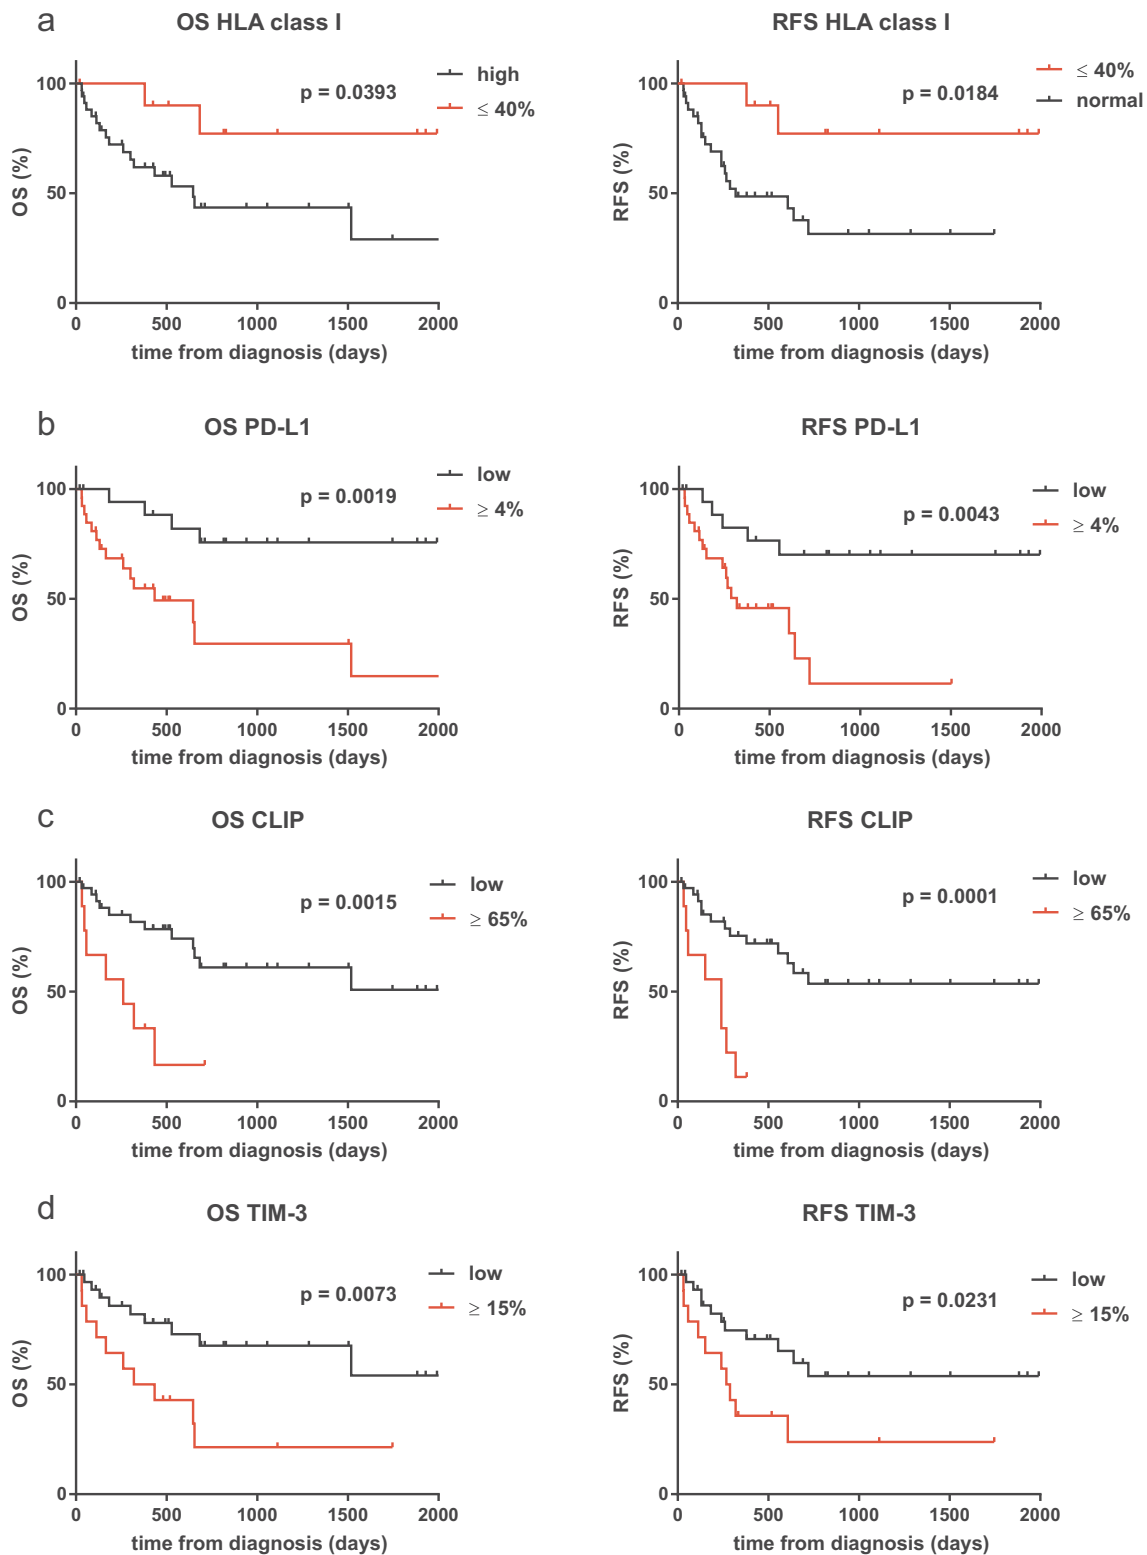 a
OS HLA class I
RFS HLA class I
high
≤ 40%
p = 0.0393
≤ 40%
normal
p = 0.0184
100
50
0
OS (%)
0 500 1000 1500 2000
time from diagnosis (days)
100
50
0
RFS (%)
0 500 1000 1500 2000
time from diagnosis (days)
b
OS PD-L1
RFS PD-L1
low
≥ 4%
p = 0.0019
low
≥ 4%
p = 0.0043
100
50
0
OS (%)
0 500 1000 1500 2000
time from diagnosis (days)
100
50
0
RFS (%)
0 500 1000 1500 2000
time from diagnosis (days)
c
OS CLIP
RFS CLIP
low
≥ 65%
p = 0.0015
low
≥ 65%
p = 0.0001
100
50
0
OS (%)
0 500 1000 1500 2000
time from diagnosis (days)
100
50
0
RFS (%)
0 500 1000 1500 2000
time from diagnosis (days)
d
OS TIM-3
RFS TIM-3
low
≥ 15%
p = 0.0073
low
≥ 15%
p = 0.0231
100
50
0
OS (%)
0 500 1000 1500 2000
time from diagnosis (days)
100
50
0
RFS (%)
0 500 1000 1500 2000
time from diagnosis (days)